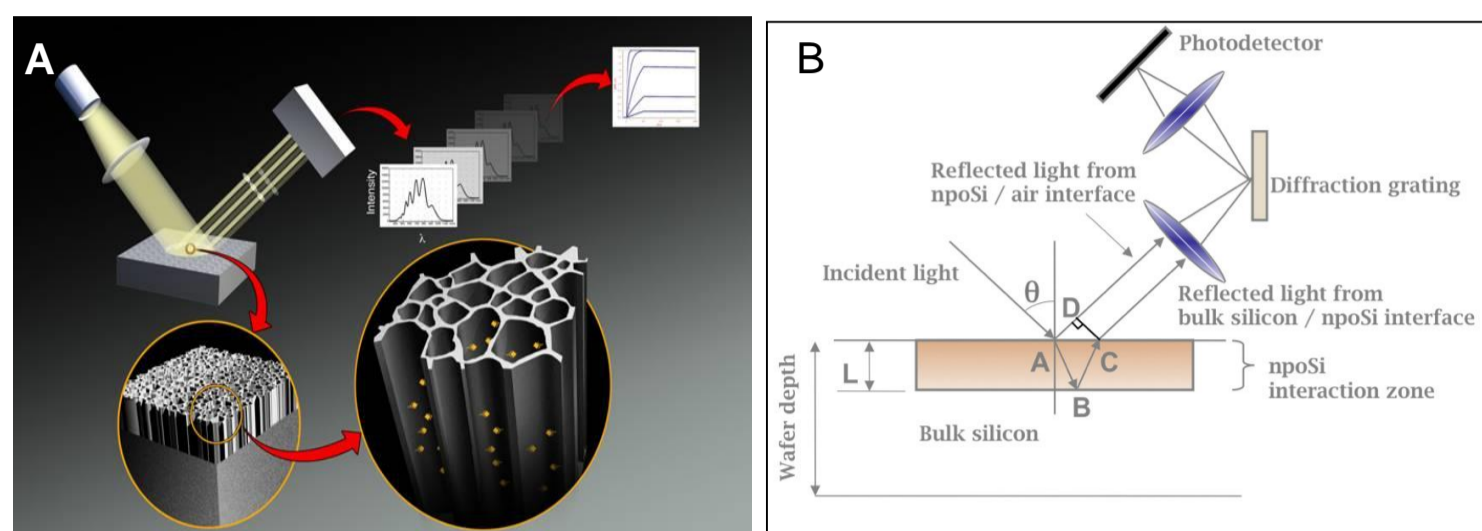 A
Intensity
λ
B
Photodetector
Reflected light from
npoSi / air interface
Diffraction grating
Incident light
θ
D
Reflected light from
bulk silicon / npoSi interface
A
C
L
B
npoSi
interaction zone
Wafer depth
Bulk silicon